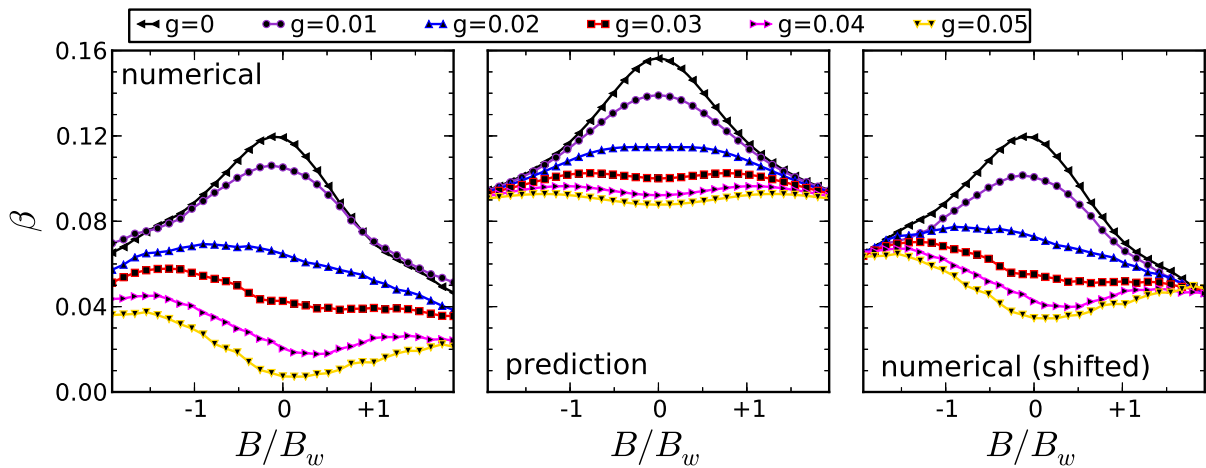 g=0 g=0.01 g=0.02 g=0.03 g=0.04 g=0.05
numerical
prediction
numerical (shifted)
β
0.16
0.12
0.08
0.04
0.00
-1 0 +1
-1 0 +1
-1 0 +1
B/B_w
B/B_w
B/B_w